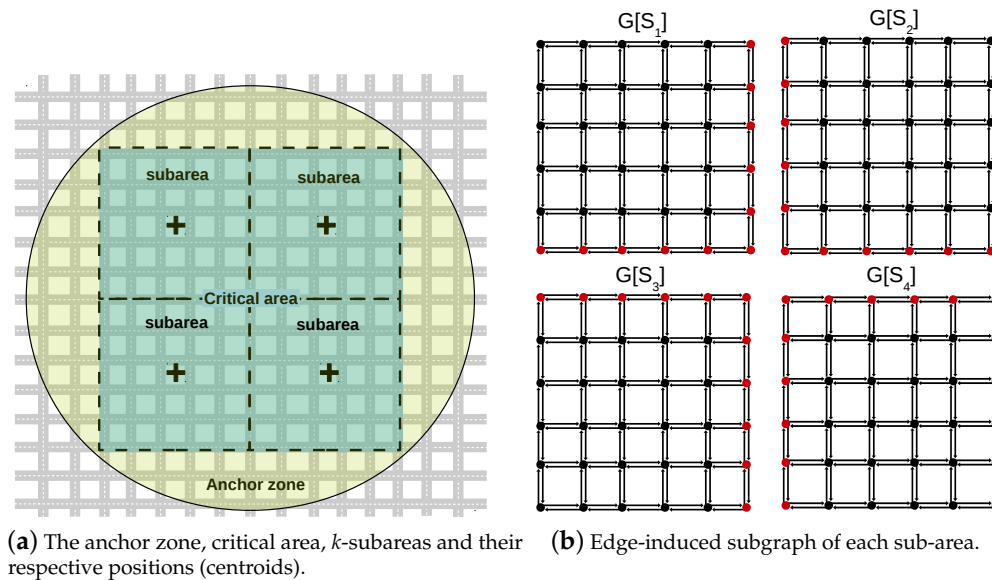 G[S₁]
G[S₂]
subarea
subarea
Critical area
subarea
subarea
Anchor zone
G[S₃]
G[S₄]
(a) The anchor zone, critical area, k-subareas and their
respective positions (centroids).
(b) Edge-induced subgraph of each sub-area.